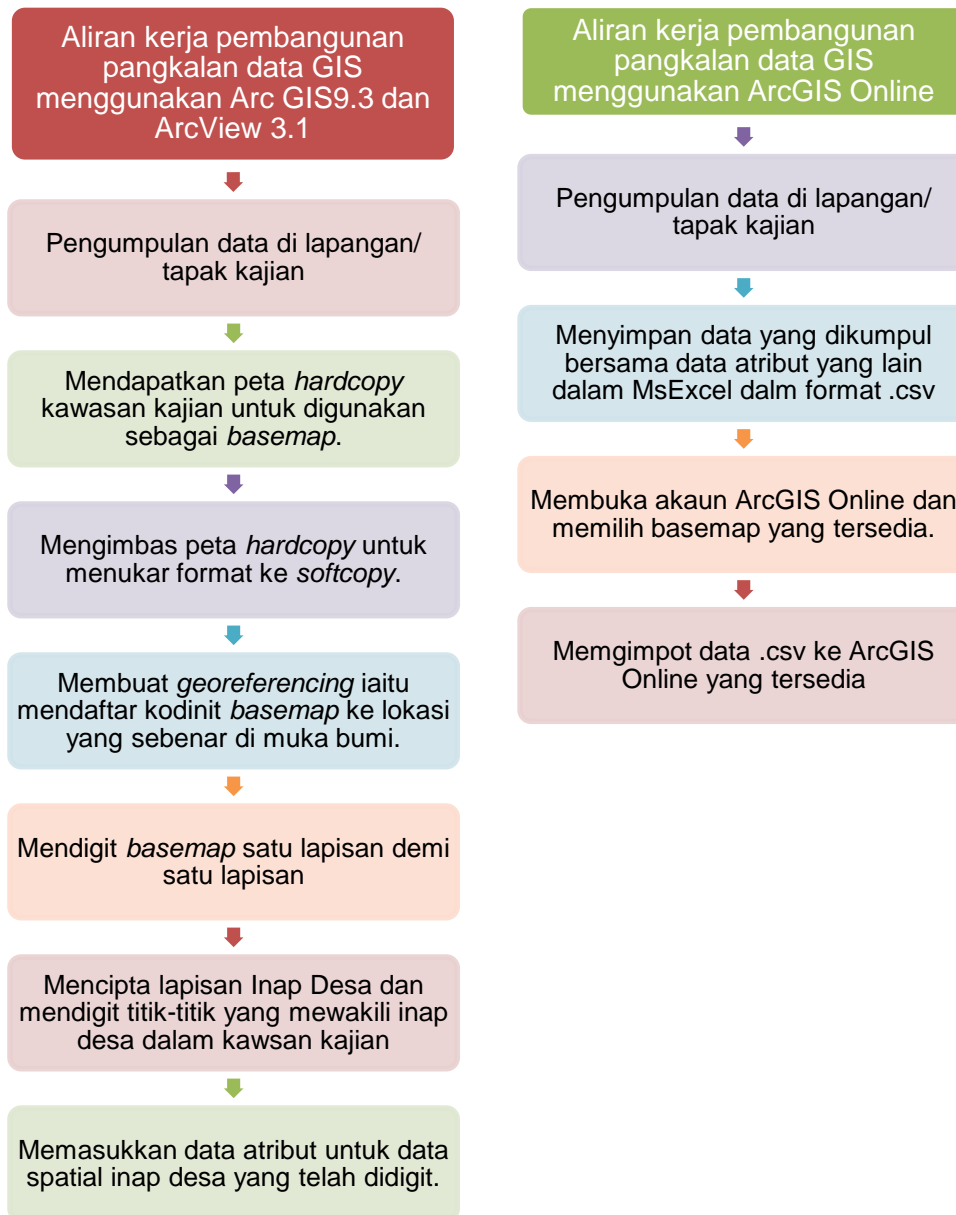 Aliran kerja pembangunan
pangkalan data GIS
menggunakan Arc GIS9.3 dan
ArcView 3.1
Pengumpulan data di lapangan/
tapak kajian
Mendapatkan peta hardcopy
kawasan kajian untuk digunakan
sebagai basemap.
Mengimbas peta hardcopy untuk
menukar format ke softcopy.
Membuat georeferencing iaitu
mendaftar kodinit basemap ke lokasi
yang sebenar di muka bumi.
Mendigit basemap satu lapisan demi
satu lapisan
Mencipta lapisan Inap Desa dan
mendigit titik-titik yang mewakili inap
desa dalam kawsan kajian
Memasukkan data atribut untuk data
spatial inap desa yang telah didigit.
Aliran kerja pembangunan
pangkalan data GIS
menggunakan ArcGIS Online
Pengumpulan data di lapangan/
tapak kajian
Menyimpan data yang dikumpul
bersama data atribut yang lain
dalam MsExcel dalm format .csv
Membuka akaun ArcGIS Online dan
memilih basemap yang tersedia.
Memgimpot data .csv ke ArcGIS
Online yang tersedia